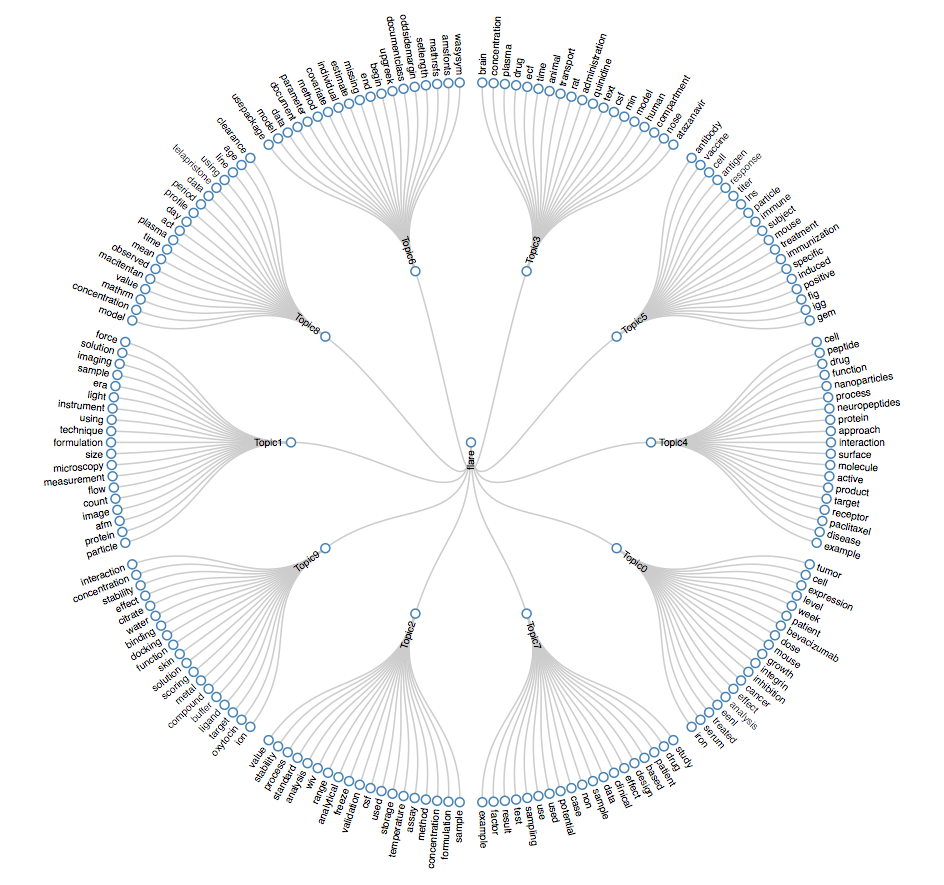 flare
Topic3
brain
concentration
plasma
drug
ecf
time
animal
transport
rat
administration
quinidine
text
csf
min
model
human
compartment
nose
atazanavir
Topic5
antibody
vaccine
cell
antigen
response
titer
lns
particle
immune
subject
mouse
treatment
immunization
specific
induced
positive
fig
igg
gem
Topic4
cell
peptide
drug
function
nanoparticles
process
neuropeptides
protein
approach
interaction
surface
molecule
active
product
target
receptor
paclitaxel
disease
example
Topic0
tumor
cell
expression
level
week
patient
bevacizumab
dose
mouse
growth
integrin
inhibition
cancer
effect
analysis
eenl
treated
serum
iron
Topic7
study
drug
patient
based
design
effect
clinical
data
sample
non
case
potential
used
use
sampling
test
result
factor
example
Topic2
sample
formulation
concentration
method
assay
temperature
storage
used
csf
validation
freeze
analytical
range
wiv
analysis
standard
process
stability
value
Topic9
ion
oxytocin
target
ligand
buffer
compound
metal
scoring
solution
skin
function
docking
binding
water
citrate
effect
stability
concentration
interaction
Topic1
particle
protein
afm
image
count
flow
measurement
microscopy
size
formulation
technique
using
instrument
light
era
sample
imaging
solution
force
Topic8
model
concentration
mathrm
value
macitentan
observed
mean
time
plasma
act
day
profile
period
data
telapristone
using
line
age
clearance
Topic6
usepackage
model
data
document
parameter
method
covariate
individual
estimate
missing
end
begin
upgreek
documentclass
oddsidemargin
setlength
mathrsfs
amsfonts
wasysym